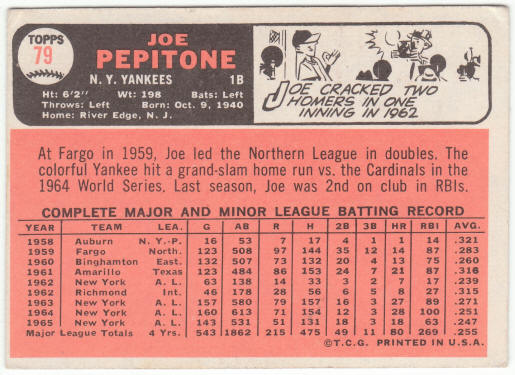 TOPPS
79
JOE
PEPITONE
N. Y. YANKEES 1B
Ht: 6'2" Wt: 198 Bats: Left
Throws: Left Born: Oct. 9, 1940
Home: River Edge, N. J.
JOE CRACKED TWO
HOMERS IN ONE
INNING IN 1962
At Fargo in 1959, Joe led the Northern League in doubles. The
colorful Yankee hit a grand-slam home run vs. the Cardinals in the
1964 World Series. Last season, Joe was 2nd on club in RBIs.
COMPLETE MAJOR AND MINOR LEAGUE BATTING RECORD
YEAR TEAM LEA. G AB R H 2B 3B HR RBI AVG.
1958 Auburn N. Y.-P. 16 53 7 17 4 1 1 14 .321
1959 Fargo North. 123 508 97 144 35 12 14 87 .283
1960 Binghamton East. 132 507 73 132 20 4 13 75 .260
1961 Amarillo Texas 124 484 86 153 24 7 21 87 .316
1962 New York A. L. 63 138 14 33 3 2 7 17 .239
1962 Richmond Int. 46 178 28 56 6 5 8 27 .315
1963 New York A. L. 157 580 79 157 16 3 27 89 .271
1964 New York A. L. 160 613 71 154 12 3 28 100 .251
1965 New York A. L. 143 531 51 131 18 3 18 63 .247
Major League Totals 4 Yrs. 543 1862 215 475 49 11 80 269 .255
©T.C.G. PRINTED IN U.S.A.